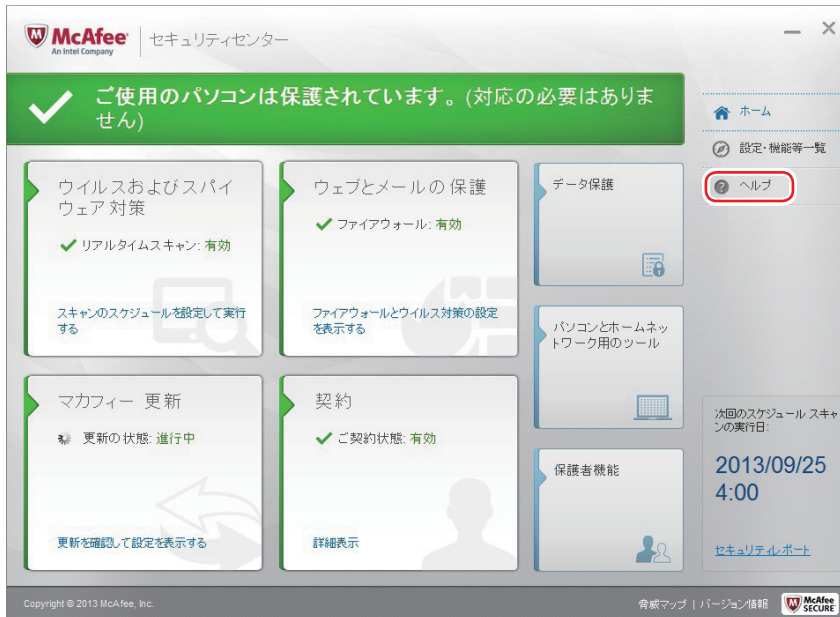 McAfee
An Intel Company
セキュリティセンター
ご使用のパソコンは保護されています。(対応の必要はありま
せん)
ホーム
設定・機能等一覧
ヘルプ
ウイルスおよびスパイ
ウェア対策
リアルタイムスキャン: 有効
スキャンのスケジュールを設定して実行
する
ウェブとメールの保護
ファイアウォール: 有効
ファイアウォールとウイルス対策の設定
を表示する
データ保護
パソコンとホームネッ
トワーク用のツール
マカフィー 更新
更新の状態: 進行中
更新を確認して設定を表示する
契約
ご契約状態: 有効
詳細表示
保護者機能
次回のスケジュール スキャ
ンの実行日:
2013/09/25
4:00
セキュリティレポート
Copyright © 2013 McAfee, Inc.
脅威マップ | バージョン情報
McAfee
SECURE